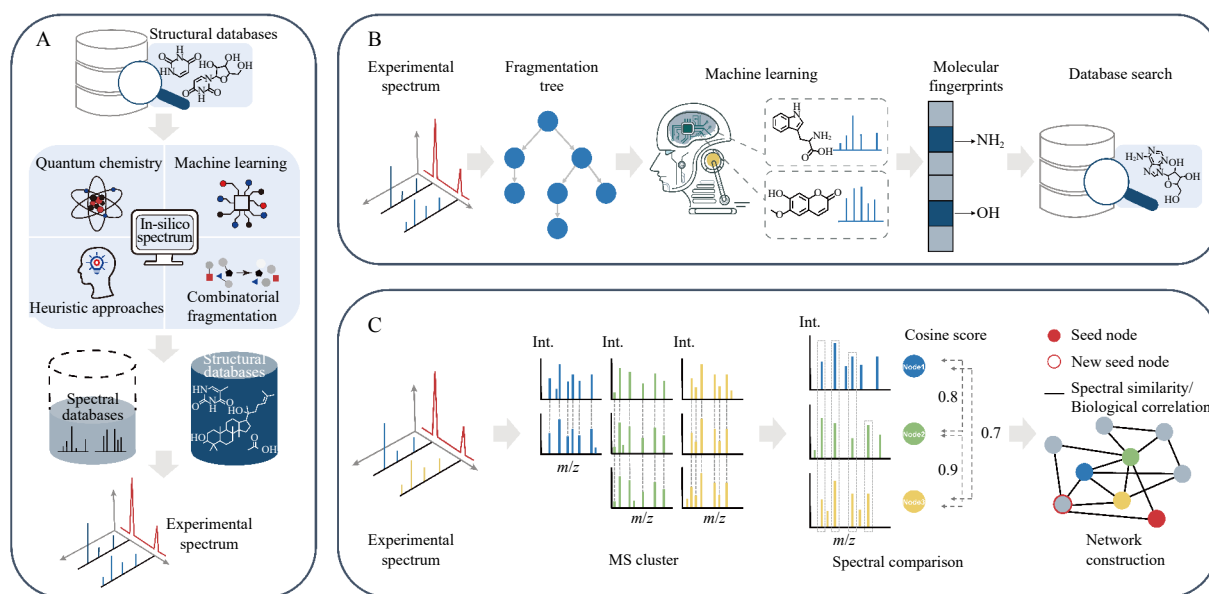 A
Structural databases
Quantum chemistry
Machine learning
In-silico
spectrum
Heuristic approaches
Combinatorial
fragmentation
Spectral
databases
Structural
databases
Experimental
spectrum
B
Experimental
spectrum
Fragmentation
tree
Machine learning
Molecular
fingerprints
NH₂
OH
Database search
C
Experimental
spectrum
Int.
Int.
Int.
m/z
m/z
m/z
MS cluster
Int.
m/z
Spectral comparison
Cosine score
Node1
Node2
Node3
0.8
0.7
0.9
Seed node
New seed node
Spectral similarity/
Biological correlation
Network
construction